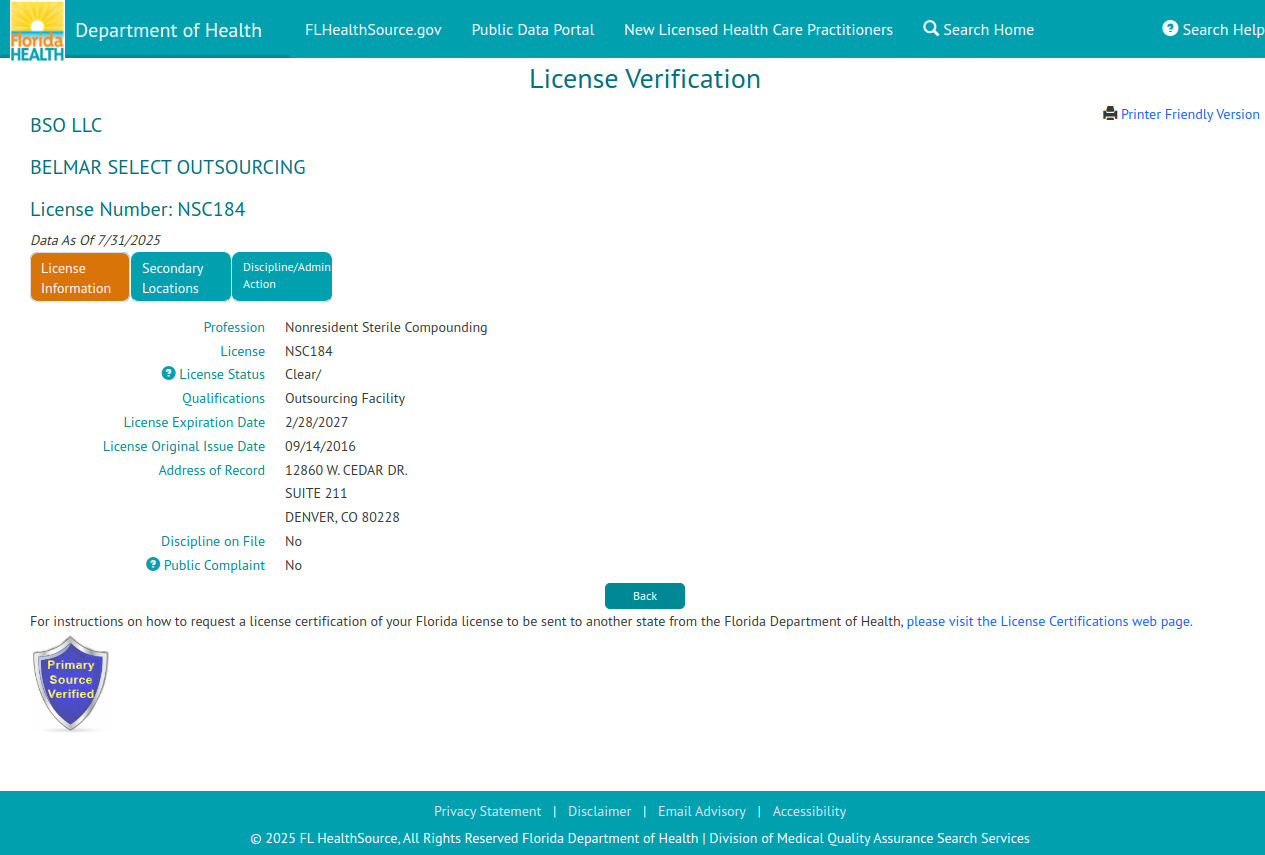 Florida
HEALTH
Department of Health
FLHealthSource.gov
Public Data Portal
New Licensed Health Care Practitioners
Search Home
Search Help
License Verification
Printer Friendly Version
BSO LLC
BELMAR SELECT OUTSOURCING
License Number: NSC184
Data As Of 7/31/2025
License
Information
Secondary
Locations
Discipline/Admin
Action
Profession Nonresident Sterile Compounding
License NSC184
License Status Clear/
Qualifications Outsourcing Facility
License Expiration Date 2/28/2027
License Original Issue Date 09/14/2016
Address of Record 12860 W. CEDAR DR.
SUITE 211
DENVER, CO 80228
Discipline on File No
Public Complaint No
Back
For instructions on how to request a license certification of your Florida license to be sent to another state from the Florida Department of Health, please visit the License Certifications web page.
Primary
Source
Verified
Privacy Statement | Disclaimer | Email Advisory | Accessibility
© 2025 FL HealthSource, All Rights Reserved Florida Department of Health | Division of Medical Quality Assurance Search Services